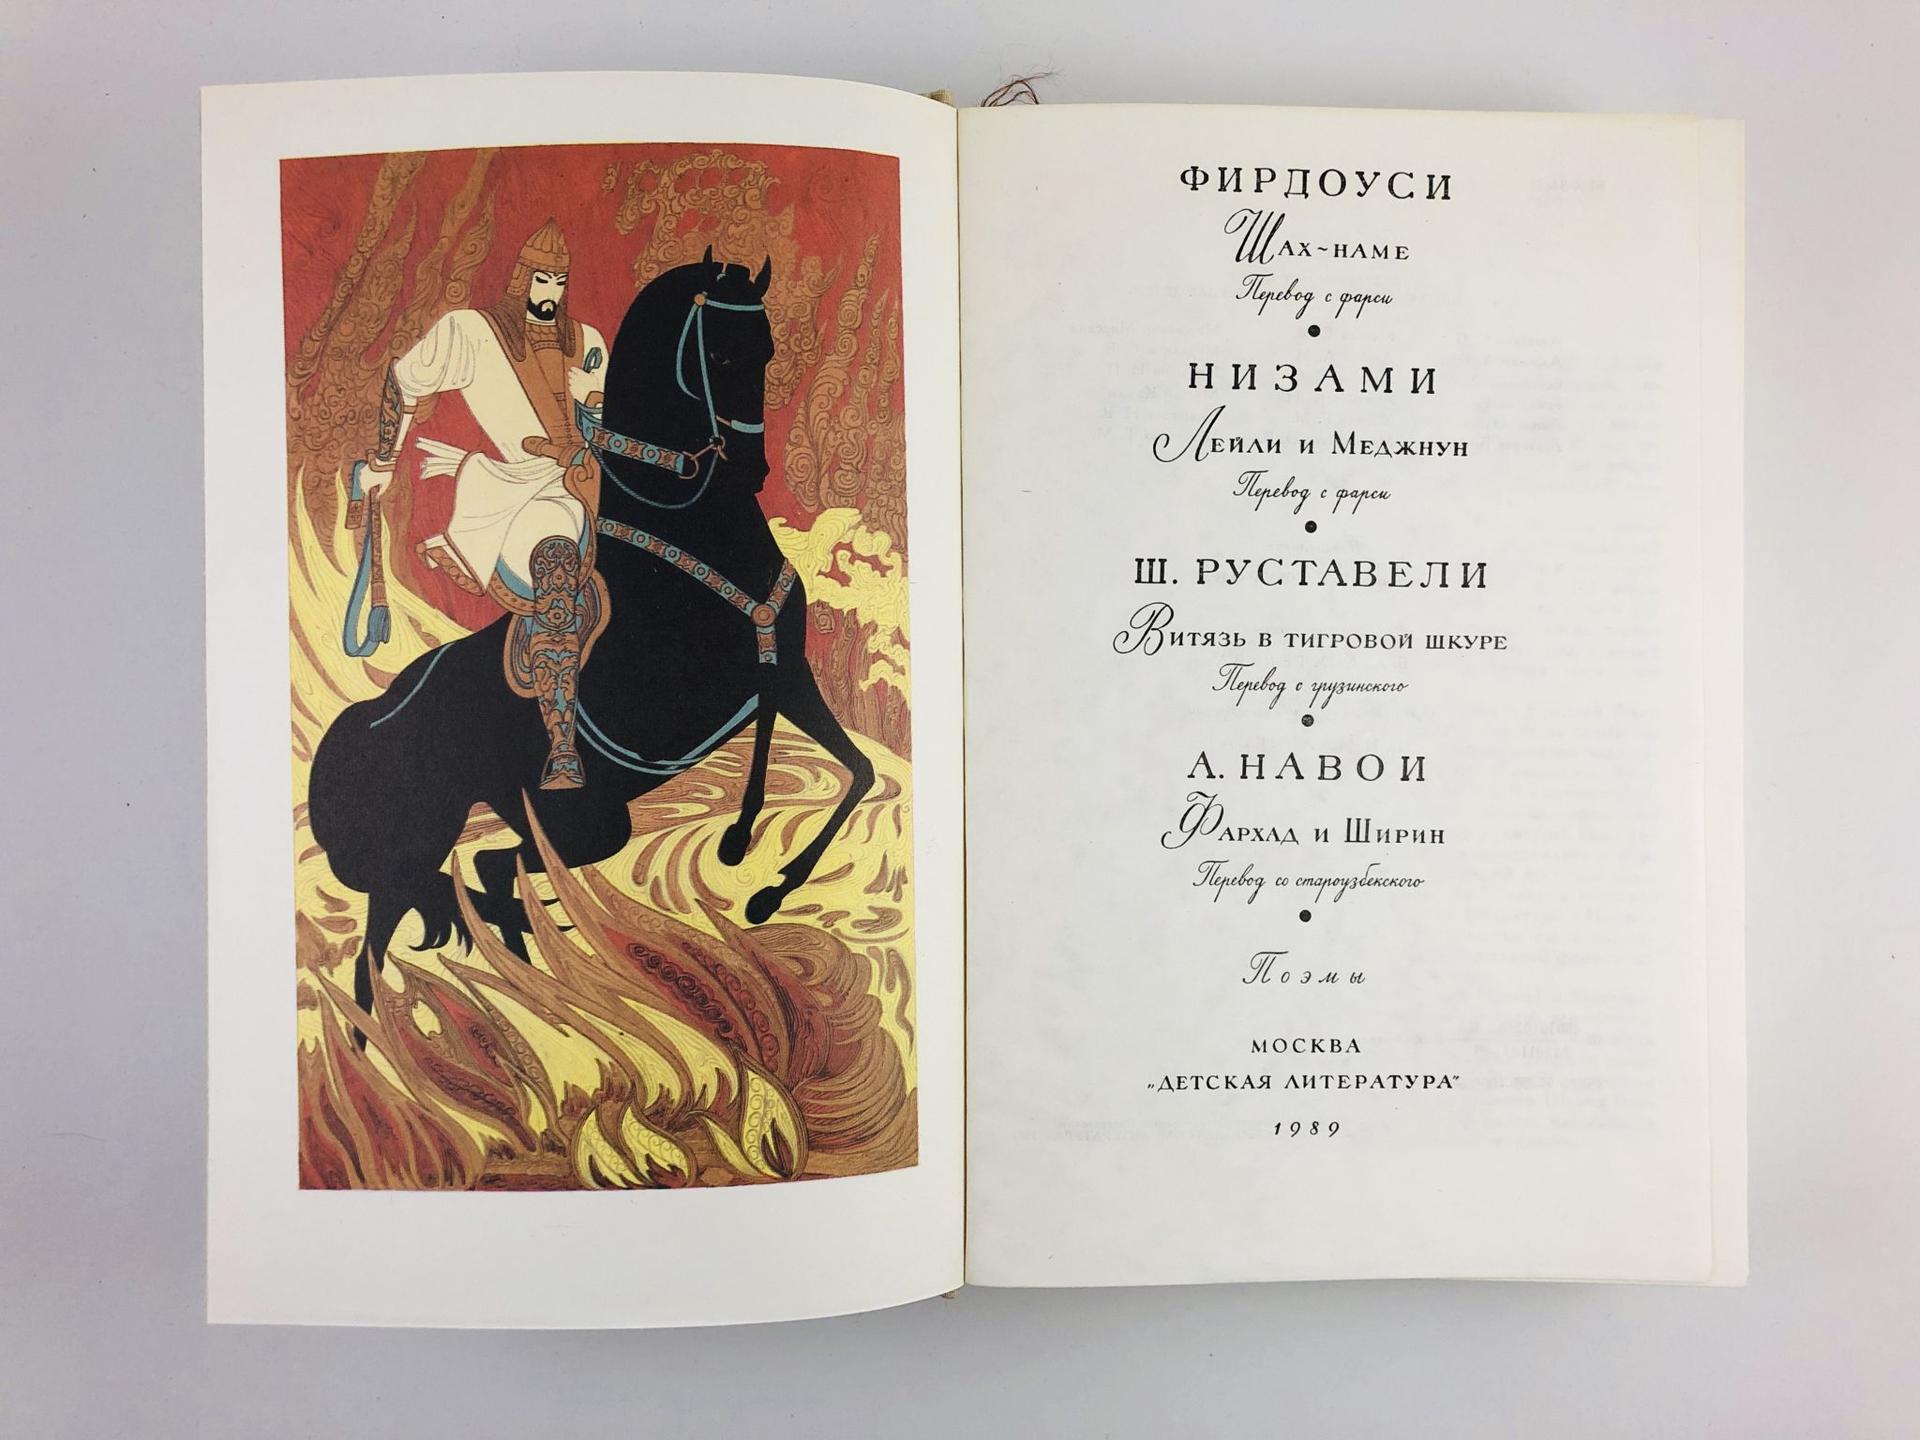 ФИРДОУСИ
Шах-наме
Перевод с фарси
НИЗАМИ
Лейли и Меджнун
Перевод с фарси
Ш. РУСТАВЕЛИ
Витязь в тигровой шкуре
Перевод с грузинского
А. НАВОИ
Фархад и Ширин
Перевод со староузбекского
Поэмы
МОСКВА
„ДЕТСКАЯ ЛИТЕРАТУРА"
1989